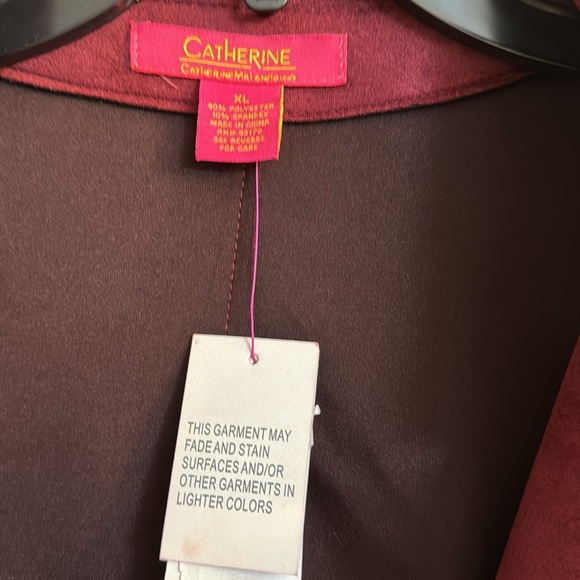 CATHERINE
CATHERINE MALANDRINO
XL
90% POLYESTER
10% SPANDEX
MADE IN CHINA
SEE REVERSE
FOR CARE
THIS GARMENT MAY
FADE AND STAIN
SURFACES AND/OR
OTHER GARMENTS IN
LIGHTER COLORS